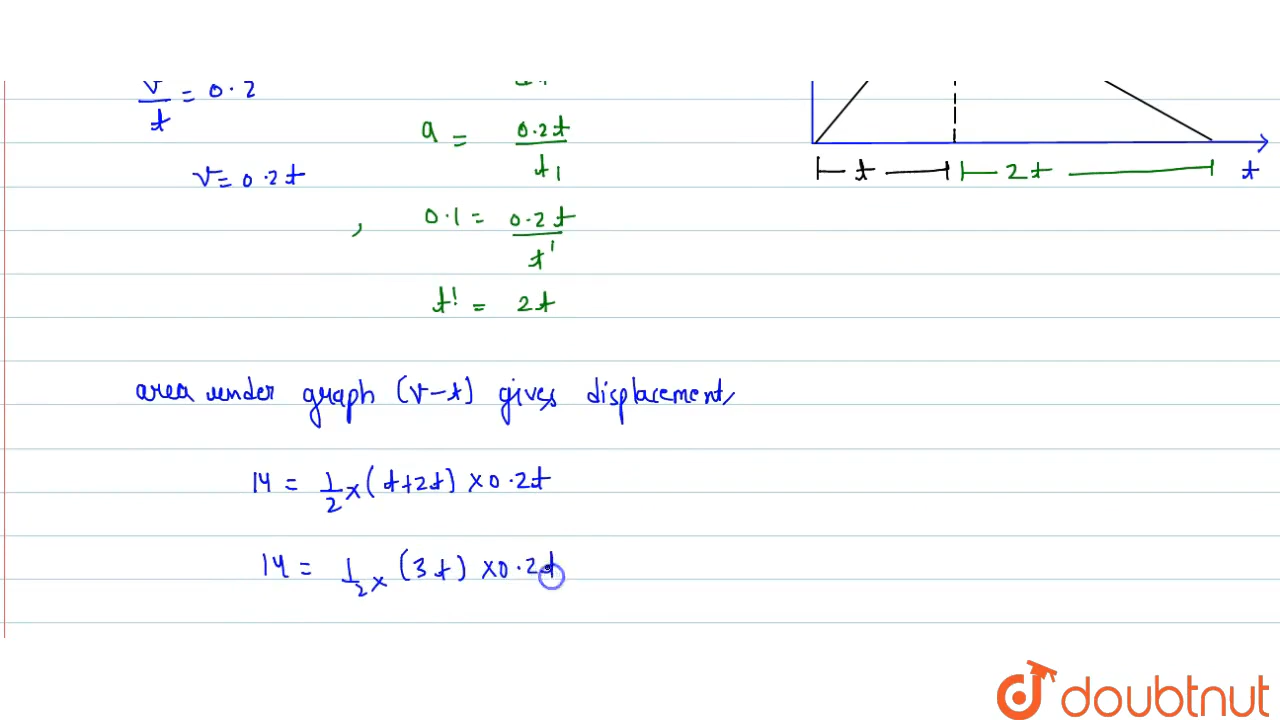 v/t = 0.2
a = 0.2t/t1
v = 0.2t
, 0.1 = 0.2t/t'
t' = 2t
t 2t t
area under graph (v-t) gives displacement,
14 = 1/2 × (t+2t) × 0.2t
14 = 1/2 × (3t) × 0.2t
doubtnut